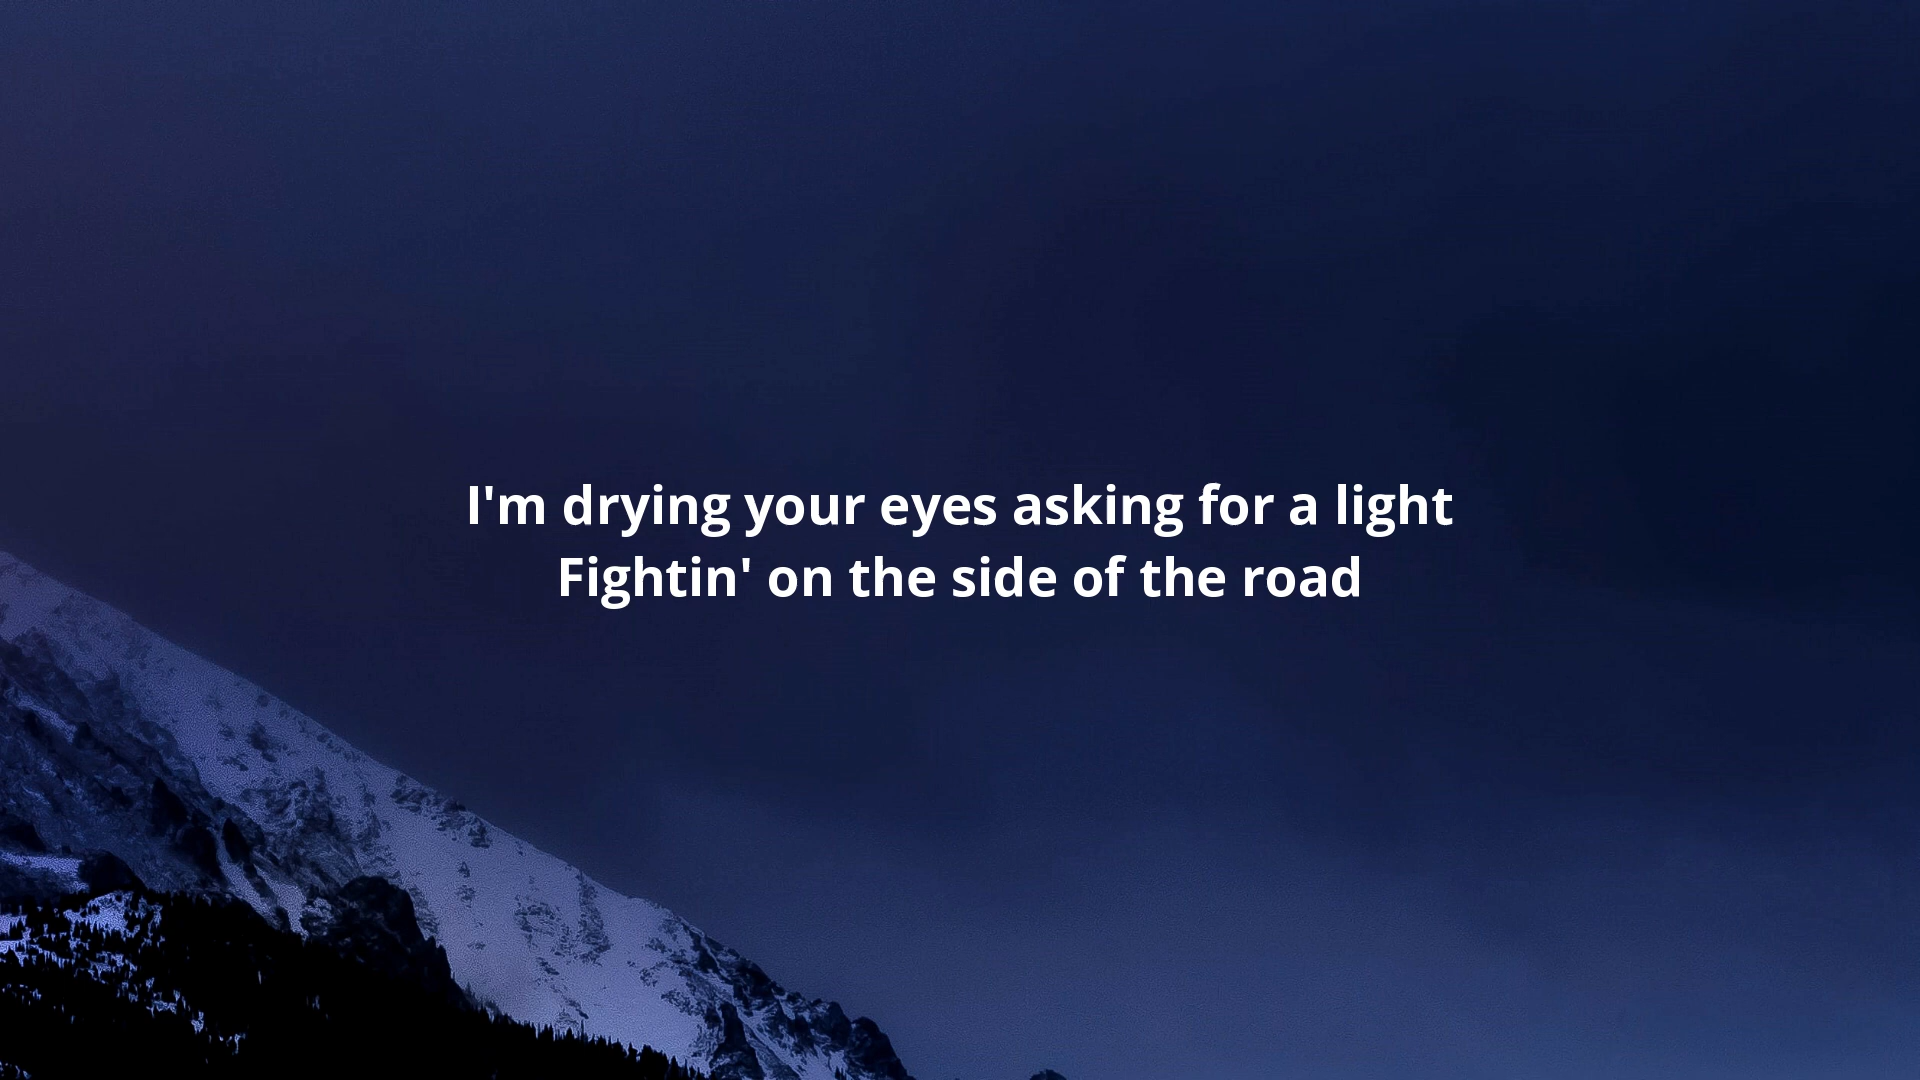 I'm drying your eyes asking for a light
Fightin' on the side of the road